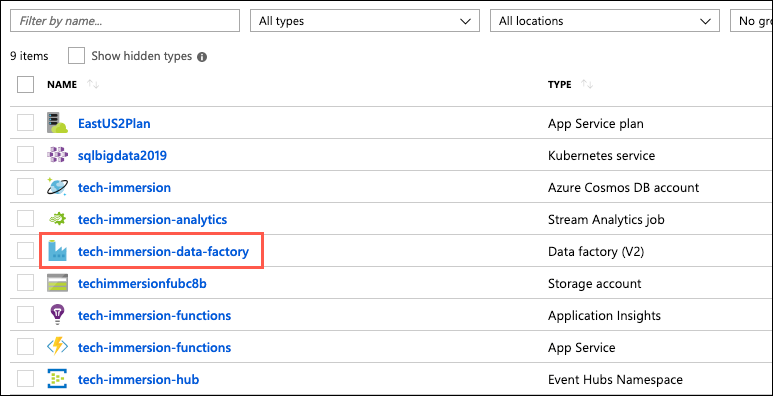 Filter by name... All types All locations No gr
9 items Show hidden types
NAME TYPE
EastUS2Plan App Service plan
sqlbigdata2019 Kubernetes service
tech-immersion Azure Cosmos DB account
tech-immersion-analytics Stream Analytics job
tech-immersion-data-factory Data factory (V2)
techimmersionfubc8b Storage account
tech-immersion-functions Application Insights
tech-immersion-functions App Service
tech-immersion-hub Event Hubs Namespace